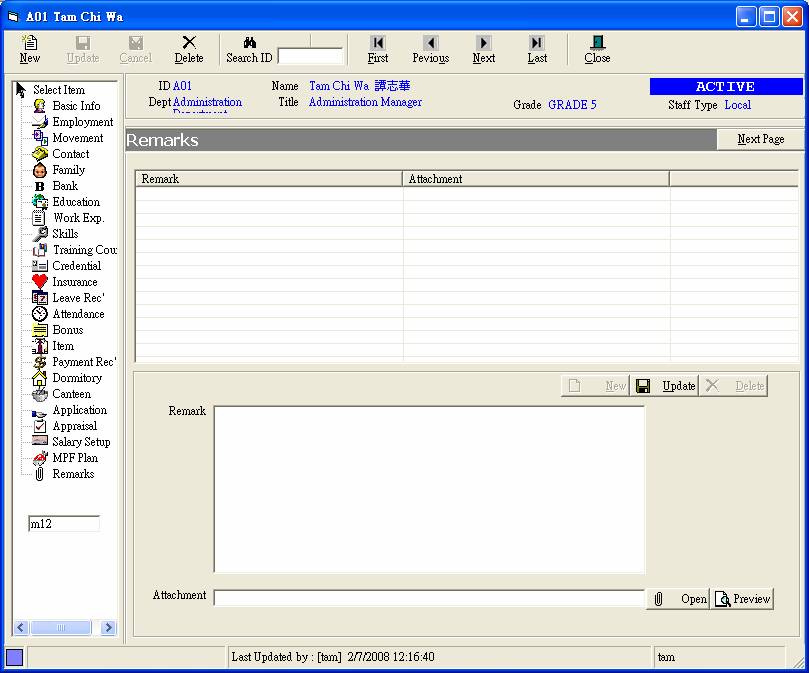 A01 Tam Chi Wa
New Update Cancel Delete Search ID First Pevious Next Last Close
Select Item
Basic Info
Employment
Movement
Contact
Family
Bank
Education
Work Exp.
Skills
Training Cou
Credential
Insurance
Leave Rec'
Attendance
Bonus
Item
Payment Rec'
Dormitory
Canteen
Application
Appraisal
Salary Setup
MPF Plan
Remarks
m12
ID A01 Name Tam Chi Wa 譚志華 ACTIVE
Dept Administration Department Title Administration Manager Grade GRADE 5 Staff Type Local
Remarks Next Page
Remark Attachment
New Update Delete
Remark
Attachment Open Preview
Last Updated by : [tam] 2/7/2008 12:16:40 tam